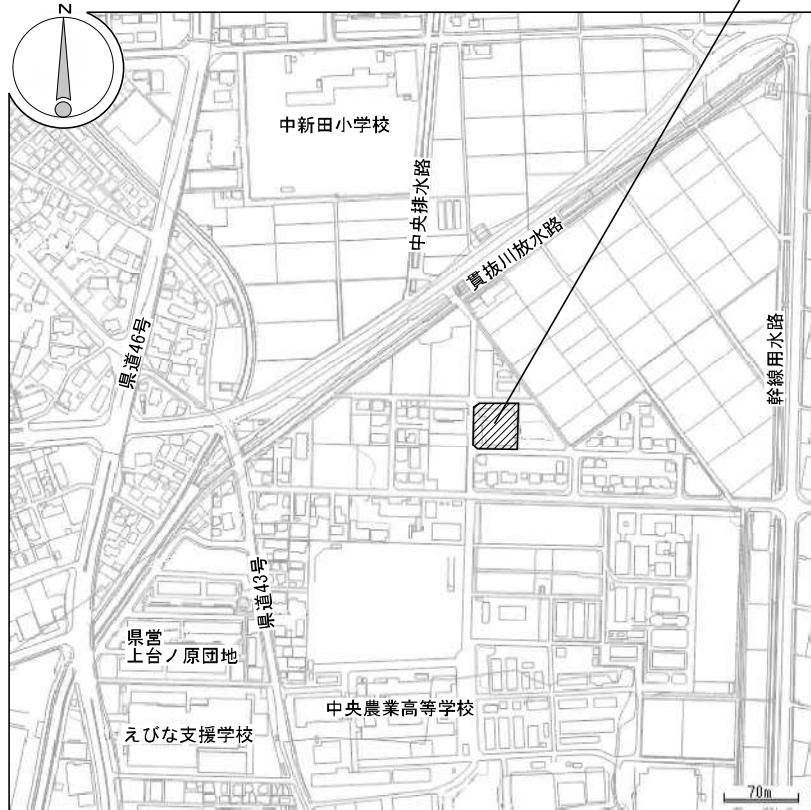 N
中新田小学校
中央排水路
貫抜川放水路
県道46号
幹線用水路
県道43号
県営
上台ノ原団地
中央農業高等学校
えびな支援学校
70m